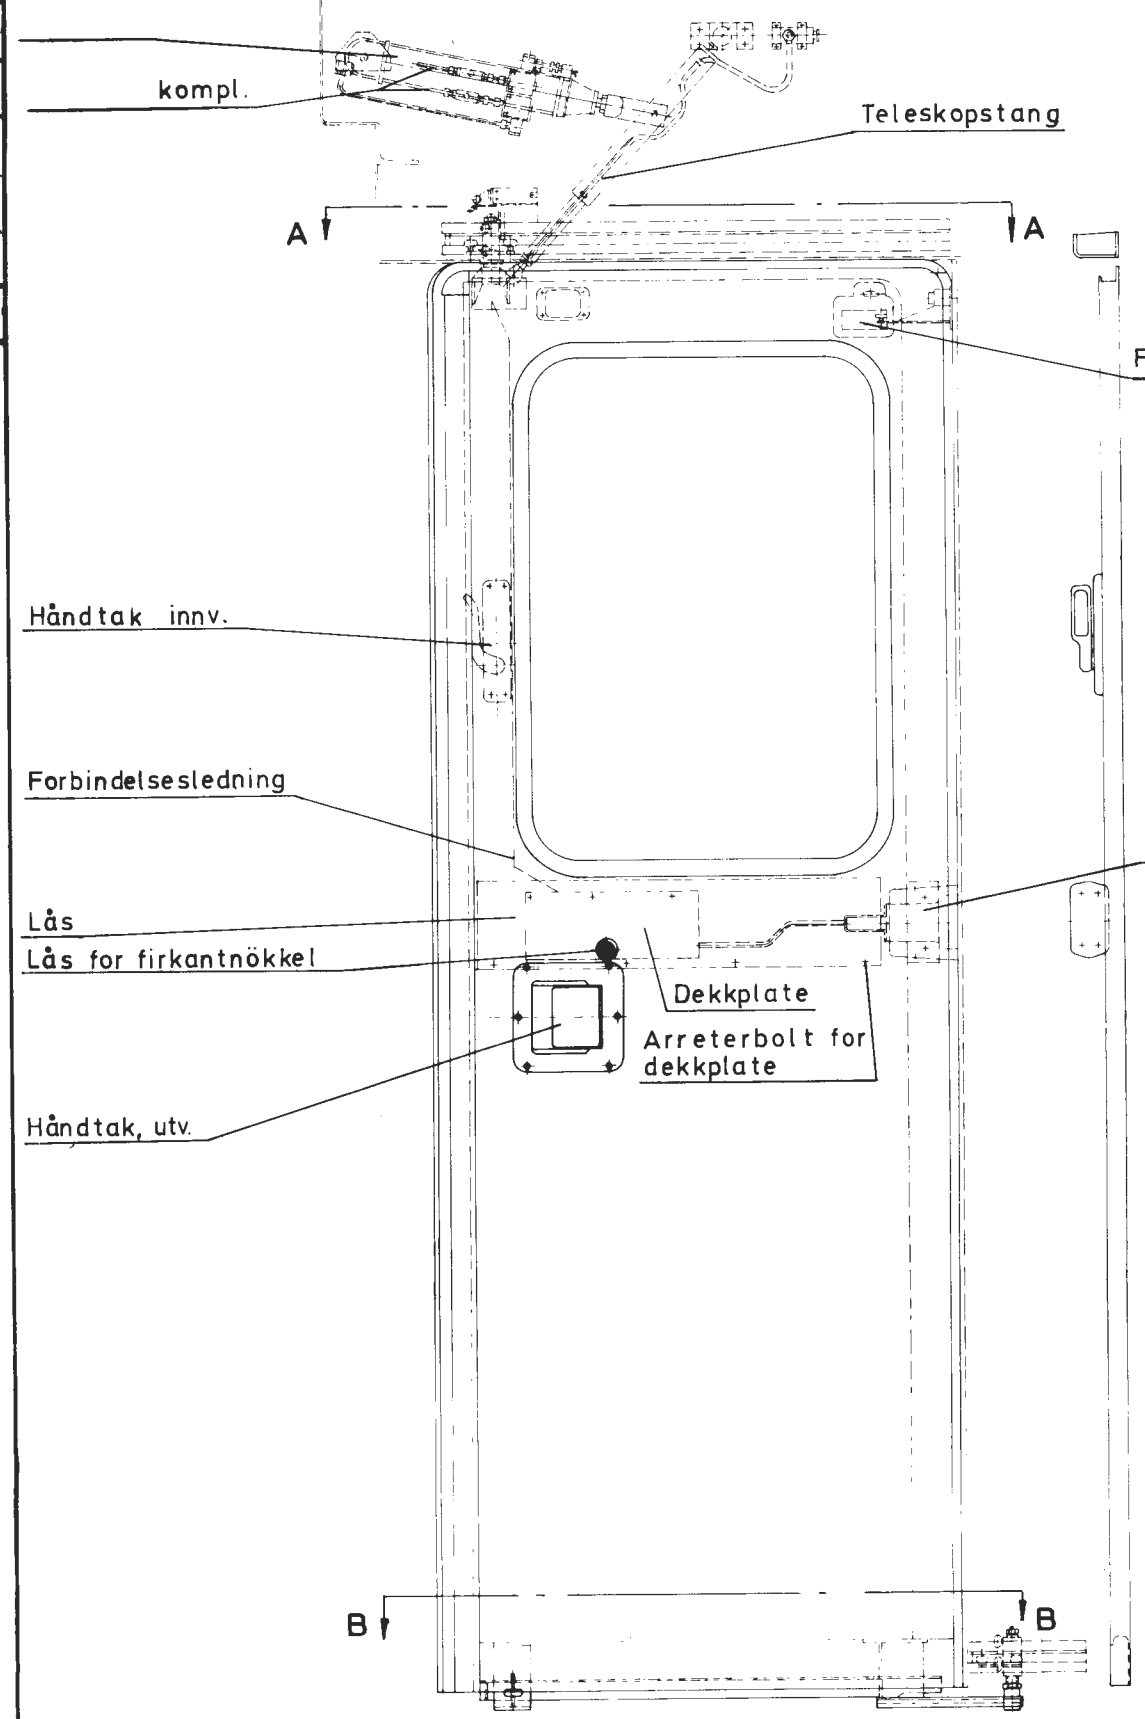 kompl.
Teleskopstang
A
A
F
Håndtak innv.
Forbindelsesledning
Lås
Lås for firkantnökkel
Dekkplate
Arreterbolt for
dekkplate
Håndtak, utv.
B
B